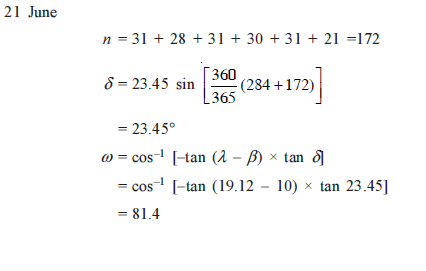 21 June
n = 31 + 28 + 31 + 30 + 31 + 21 =172
δ = 23.45 sin [360/365 (284 +172)]
= 23.45°
ω = cos⁻¹ [–tan (λ – β) × tan δ]
= cos⁻¹ [–tan (19.12 – 10) × tan 23.45]
= 81.4